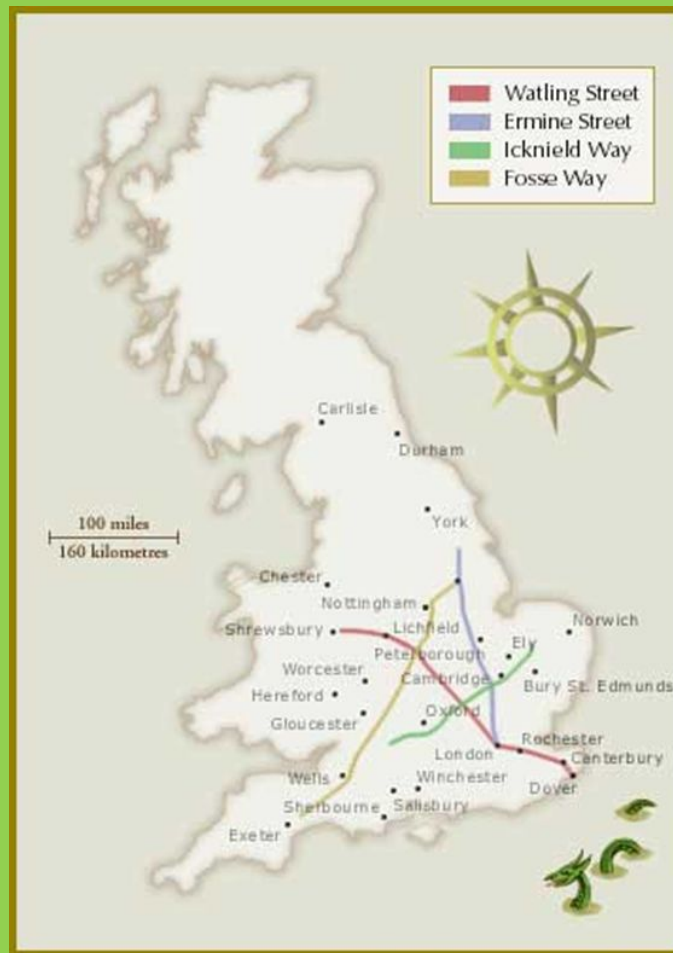 Watling Street
Ermine Street
Icknield Way
Fosse Way
Carlisle
Durham
100 miles
160 kilometres
York
Chester
Nottingham
Norwich
Shrewsbury
Lichfield
Ely
Peterborough
Worcester
Cambridge
Bury St. Edmunds
Hereford
Gloucester
Oxford
Rochester
London
Canterbury
Wells
Winchester
Dover
Sherbourne
Salisbury
Exeter